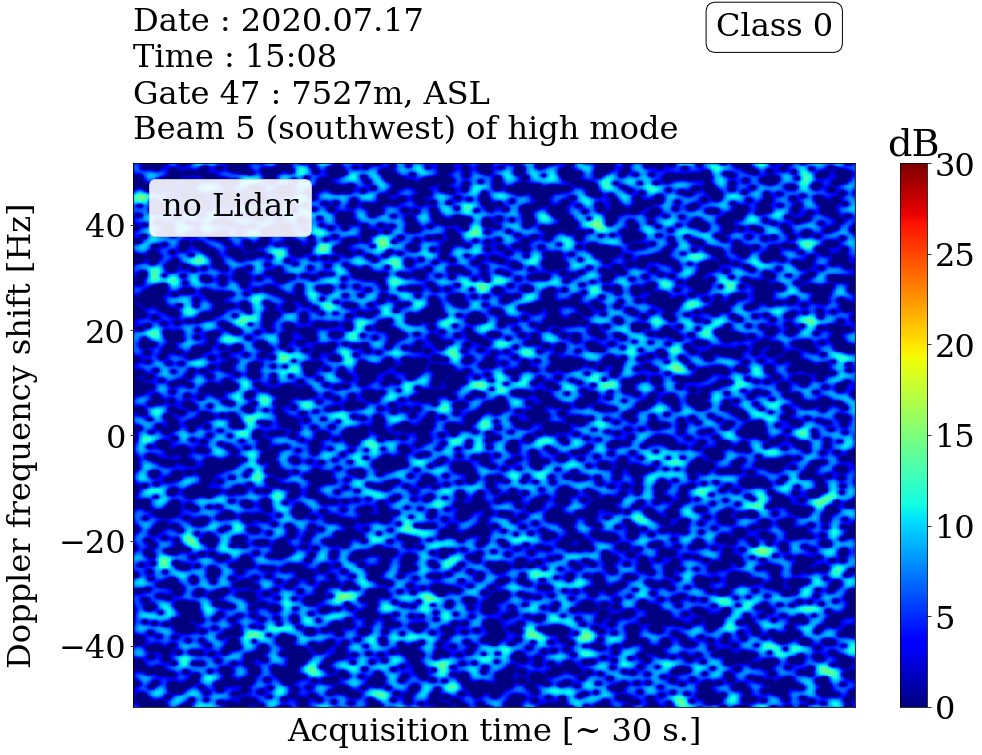 Date : 2020.07.17
Class 0
Time : 15:08
Gate 47 : 7527m, ASL
Beam 5 (southwest) of high mode
dB
no Lidar
Doppler frequency shift [Hz]
40
20
0
−20
−40
30
25
20
15
10
5
0
Acquisition time [~ 30 s.]